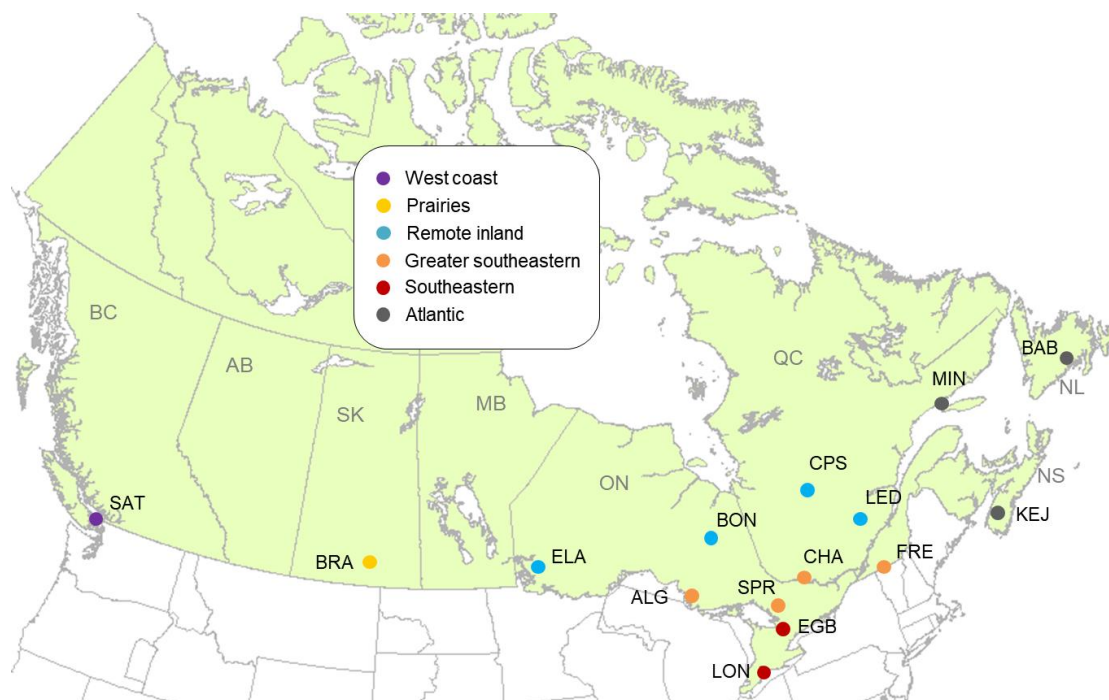 West coast
Prairies
Remote inland
Greater southeastern
Southeastern
Atlantic
BC
AB
SK
MB
ON
QC
NL
NS
BAB
MIN
CPS
LED
SAT
BON
KEJ
BRA
ELA
CHA
FRE
ALG
SPR
EGB
LON